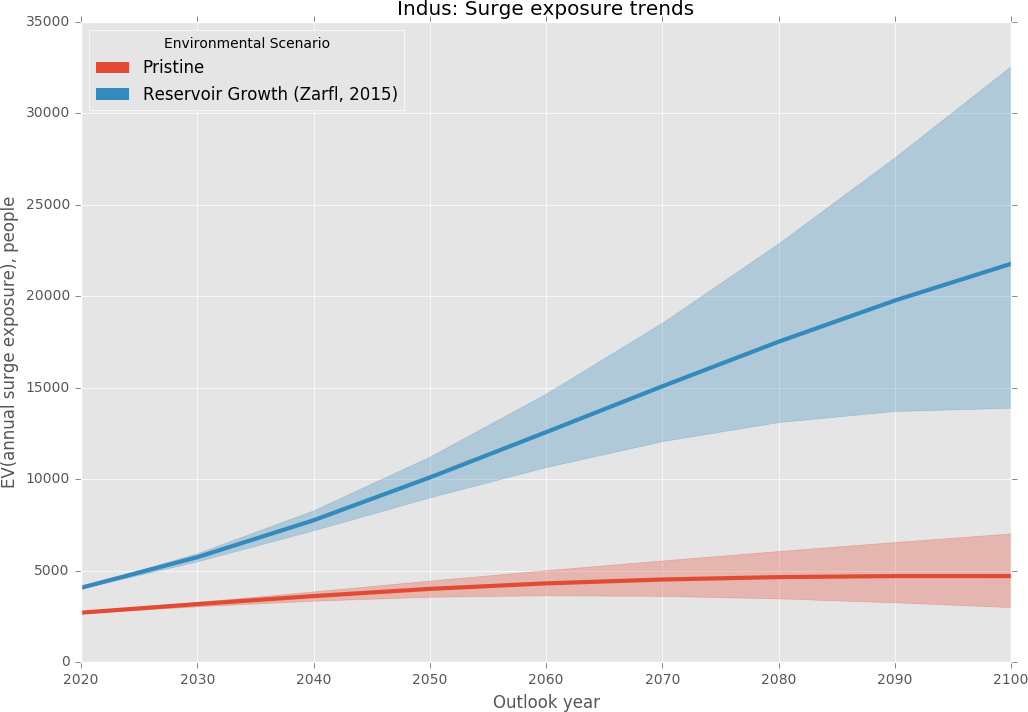 Indus: Surge exposure trends
Environmental Scenario
Pristine
Reservoir Growth (Zarfl, 2015)
EV(annual surge exposure), people
35000
30000
25000
20000
15000
10000
5000
0
2020 2030 2040 2050 2060 2070 2080 2090 2100
Outlook year